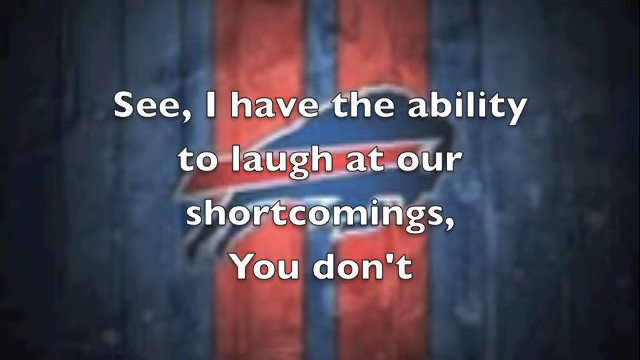 See, I have the ability
to laugh at our
shortcomings,
You don't